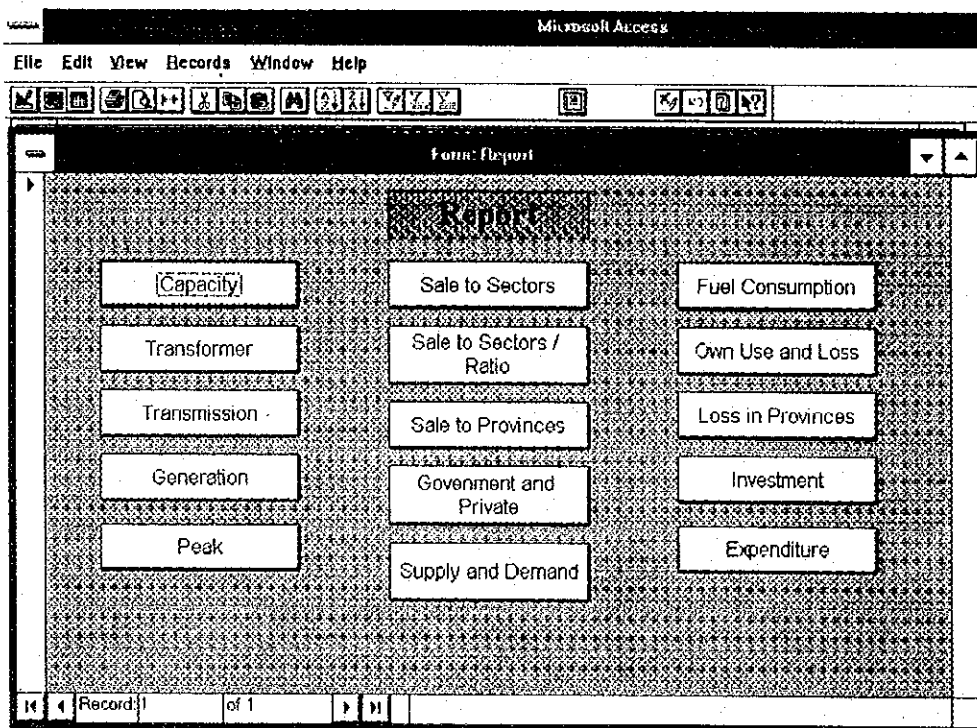 Microsoft Access
File Edit View Records Window Help
Form: Report
Report
Capacity
Transformer
Transmission
Generation
Peak
Sale to Sectors
Sale to Sectors /
Ratio
Sale to Provinces
Govenment and
Private
Supply and Demand
Fuel Consumption
Own Use and Loss
Loss in Provinces
Investment
Expenditure
Record: 1 of 1